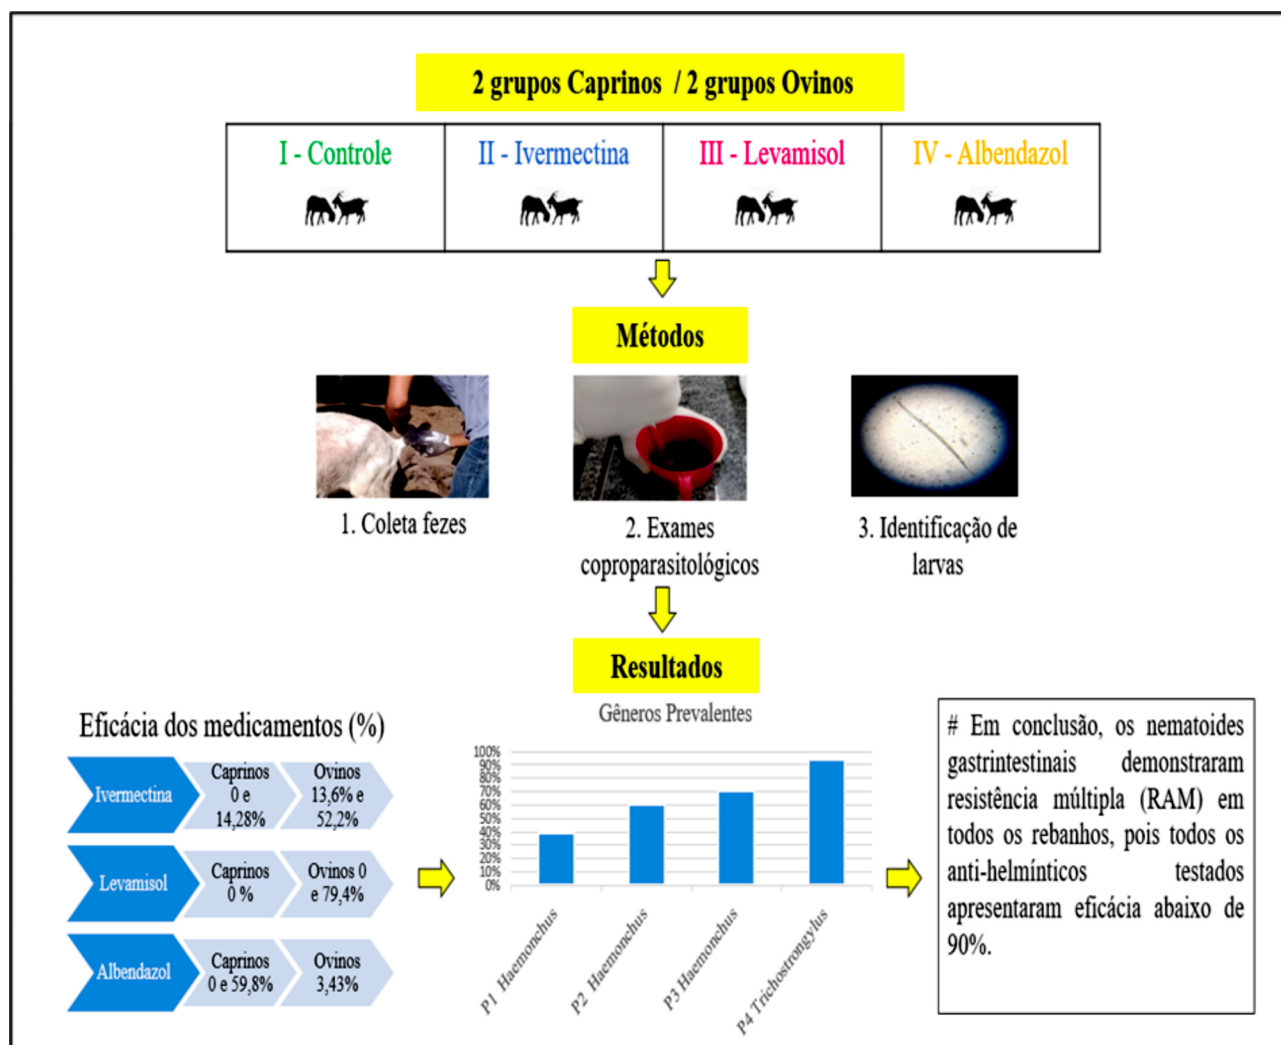 2 grupos Caprinos / 2 grupos Ovinos
I - Controle
II - Ivermectina
III - Levamisol
IV - Albendazol
Métodos
1. Coleta fezes
2. Exames
coproparasitológicos
3. Identificação de
larvas
Resultados
Eficácia dos medicamentos (%)
Ivermectina
Caprinos
0 e
14,28%
Ovinos
13,6% e
52,2%
Levamisol
Caprinos
0 %
Ovinos 0
e 79,4%
Albendazol
Caprinos
0 e 59,8%
Ovinos
3,43%
Gêneros Prevalentes
100%
90%
80%
70%
60%
50%
40%
30%
20%
10%
0%
P1 Haemonchus
P2 Haemonchus
P3 Haemonchus
P4 Trichostrongylus
# Em conclusão, os nematoides
gastrintestinais demonstraram
resistência múltipla (RAM) em
todos os rebanhos, pois todos os
anti-helmínticos testados
apresentaram eficácia abaixo de
90%.